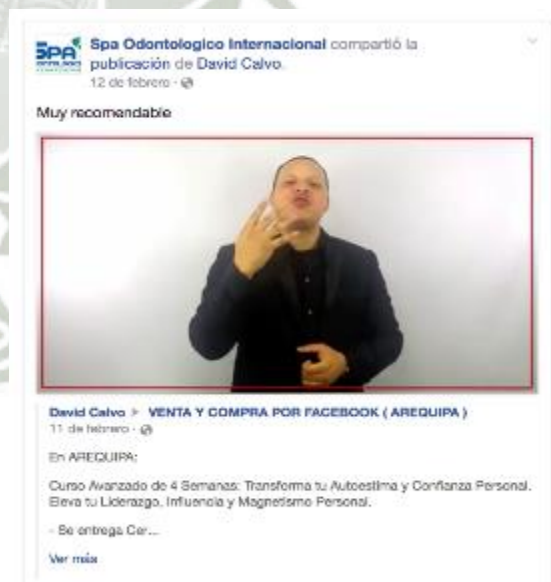 SPA
Spa Odontologico Internacional compartió la
publicación de David Calvo.
12 de febrero ·
Muy recomendable
David Calvo ▶ VENTA Y COMPRA POR FACEBOOK ( AREQUIPA )
11 de febrero ·
En AREQUIPA:
Curso Avanzado de 4 Semanas: Transforma tu Autoestima y Confianza Personal.
Eleva tu Liderazgo, Influencia y Magnetismo Personal.
- Se entrega Cer...
Ver más